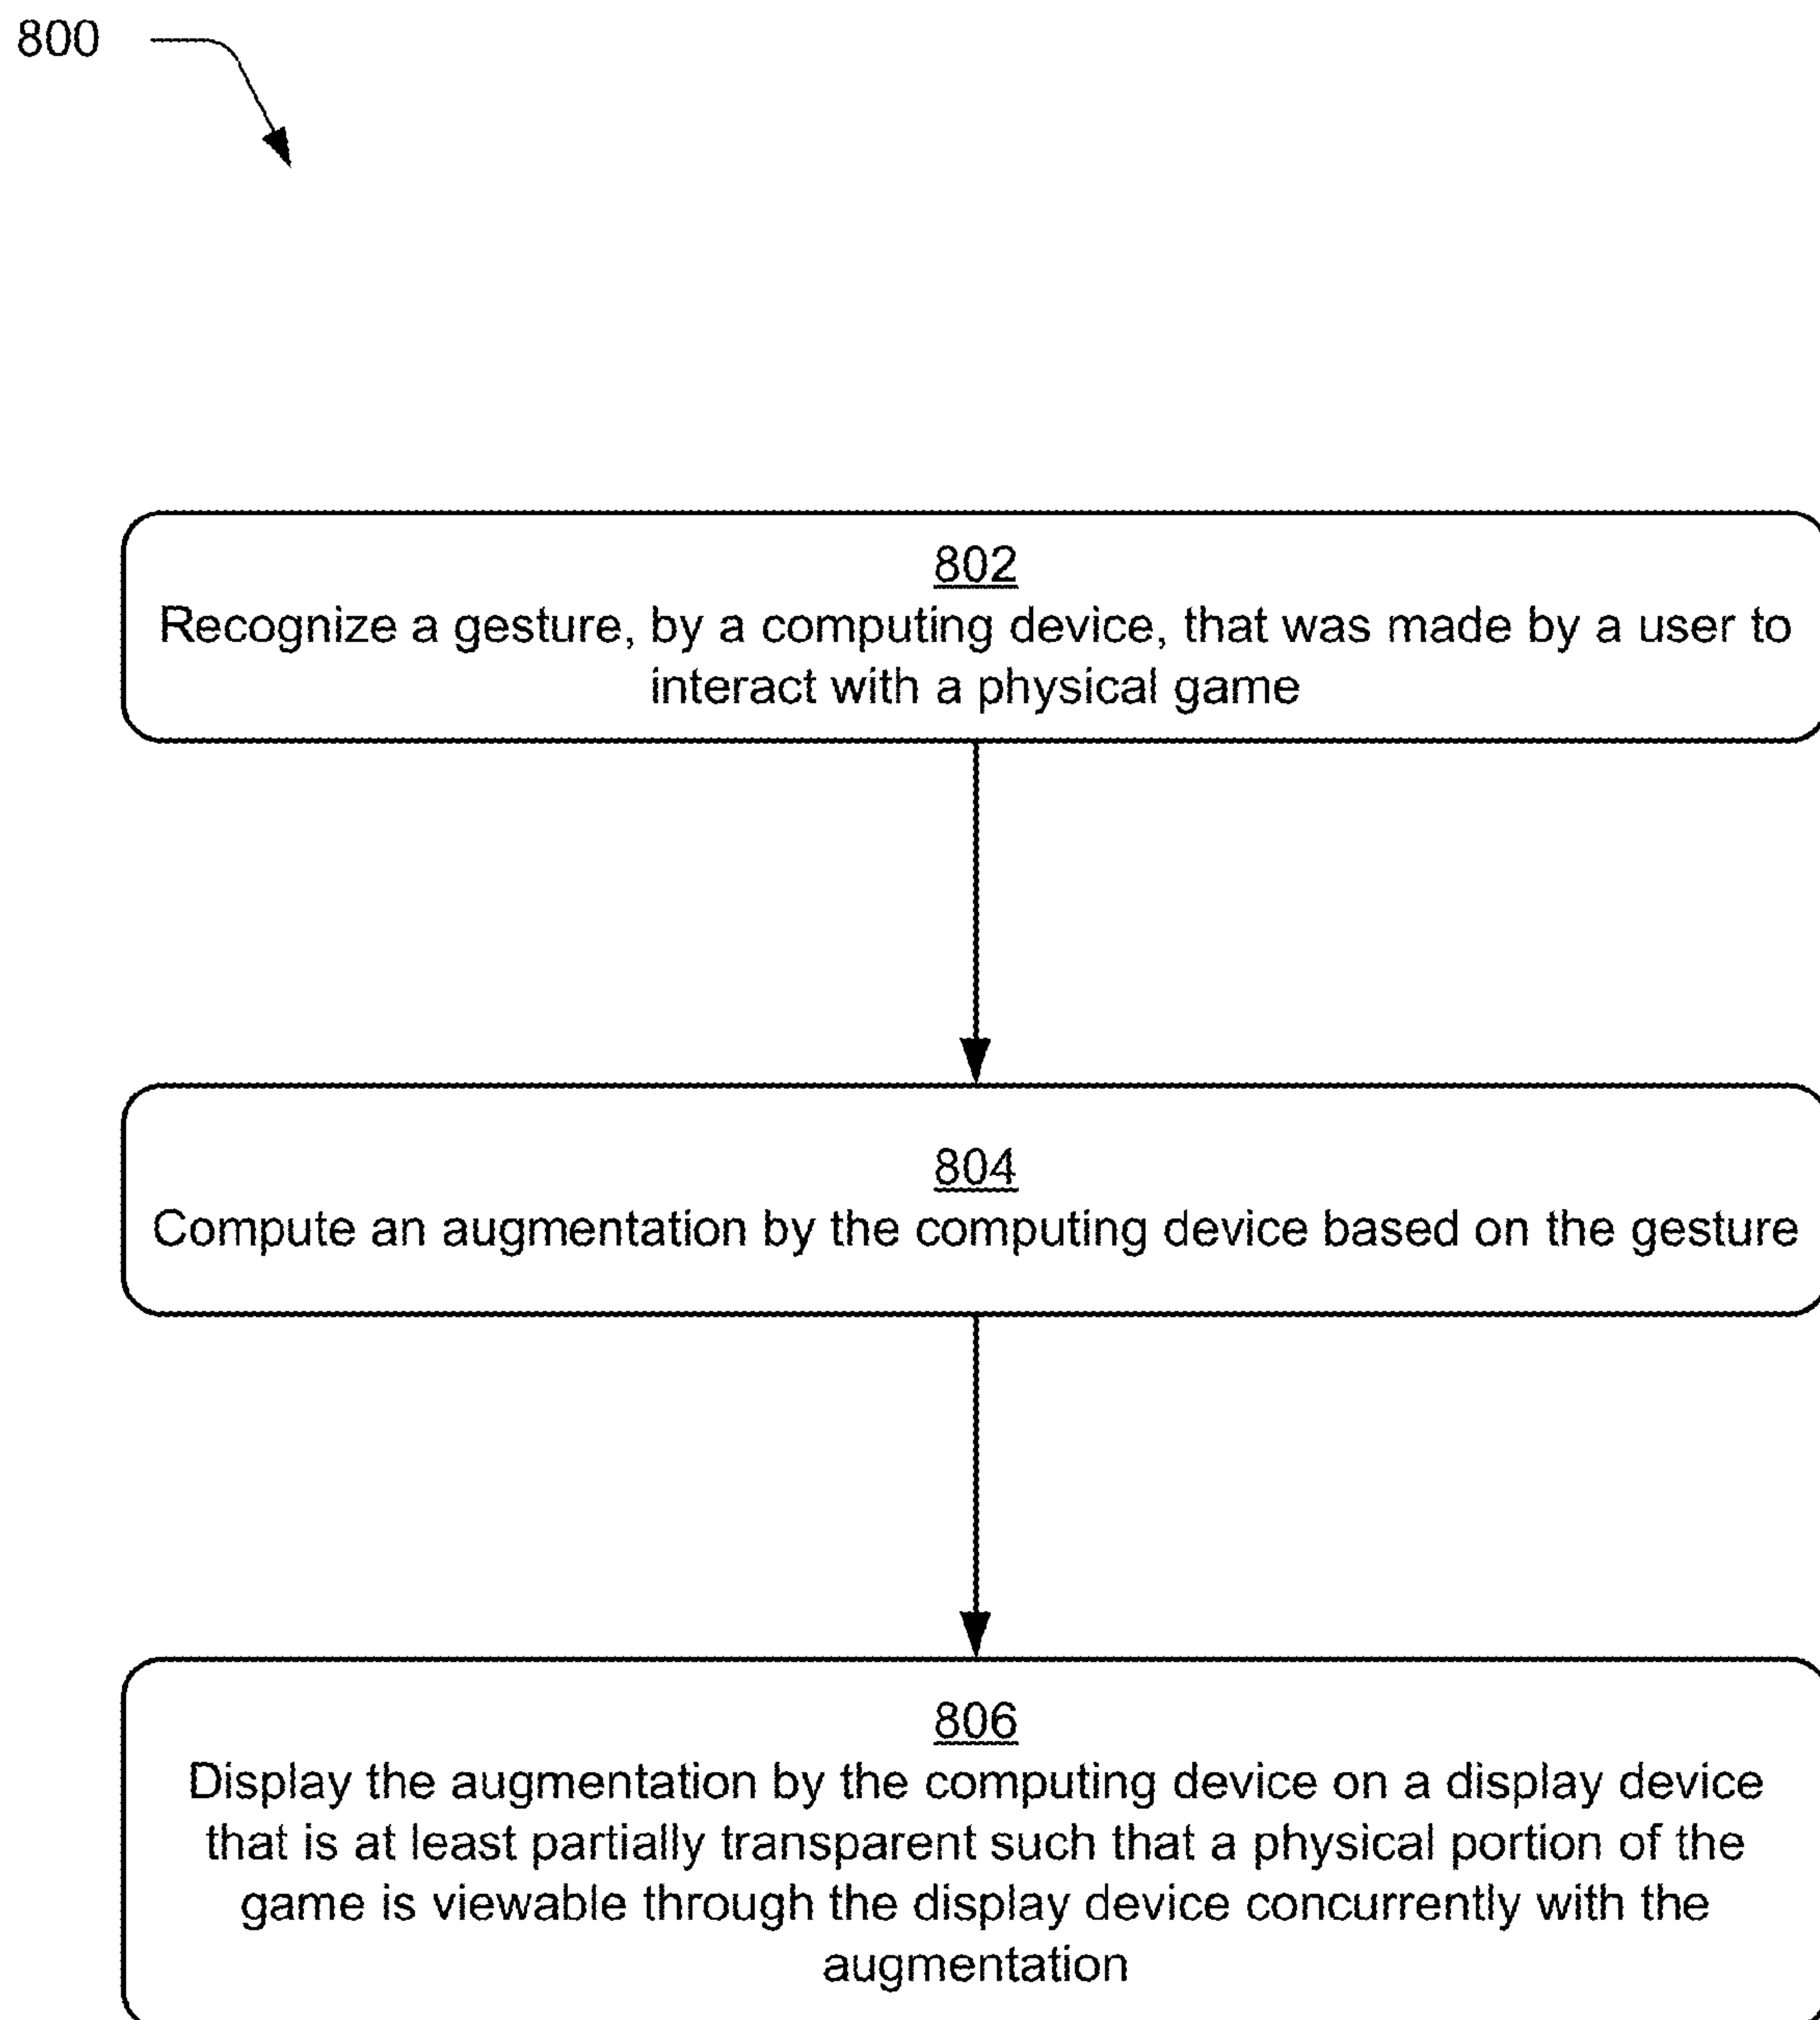 800
802
Recognize a gesture, by a computing device, that was made by a user to
interact with a physical game
804
Compute an augmentation by the computing device based on the gesture
806
Display the augmentation by the computing device on a display device
that is at least partially transparent such that a physical portion of the
game is viewable through the display device concurrently with the
augmentation